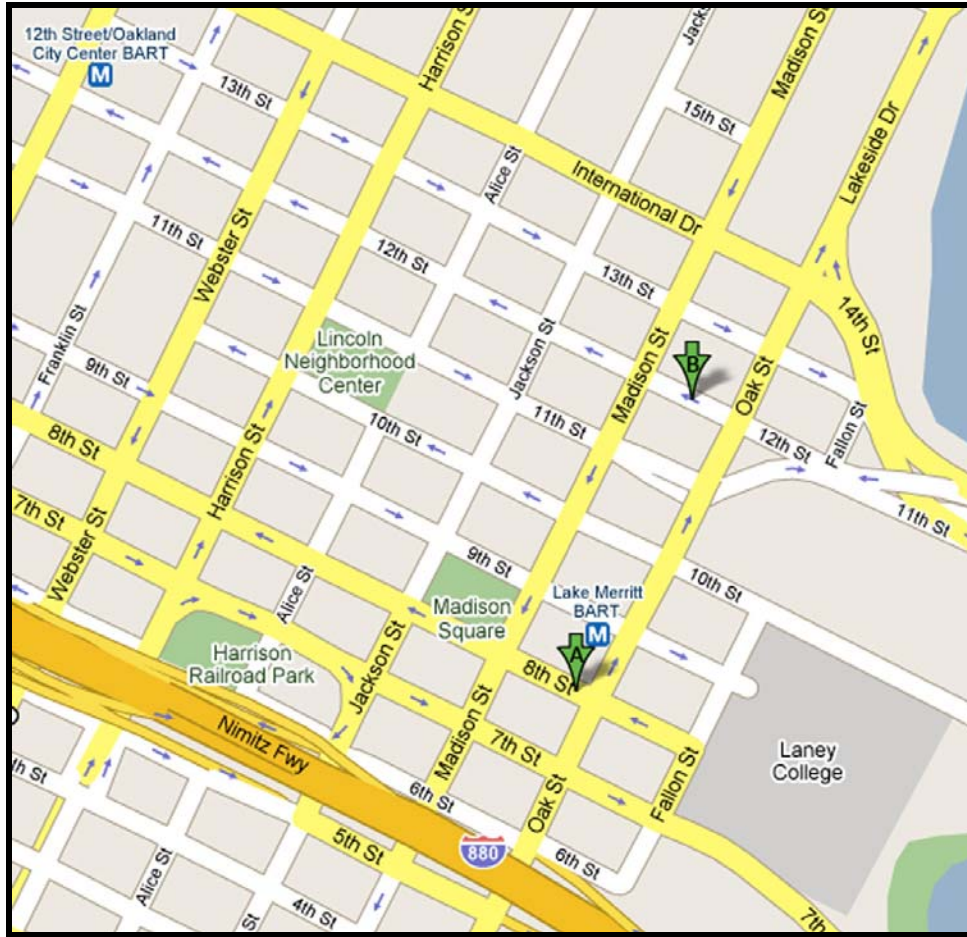 12th Street/Oakland
City Center BART
M
Harrison St
Jacks
Madison St
13th St
15th St
Lakeside Dr
Alice St
International Dr
11th St
Webster St
12th St
13th St
14th St
Franklin St
Lincoln
Neighborhood
Center
Jackson St
Madison St
B
Oak St
9th St
8th St
Harrison St
10th St
11th St
12th St
Fallon St
11th St
7th St
Webster St
9th St
Alice St
Madison
Square
Lake Merritt
BART
M
10th St
A
8th St
Harrison
Railroad Park
Jackson St
Madison St
7th St
Laney
College
Nimitz Fwy
Fallon St
6th St
Oak St
th St
880
6th St
5th St
Alice St
4th St
St
7th